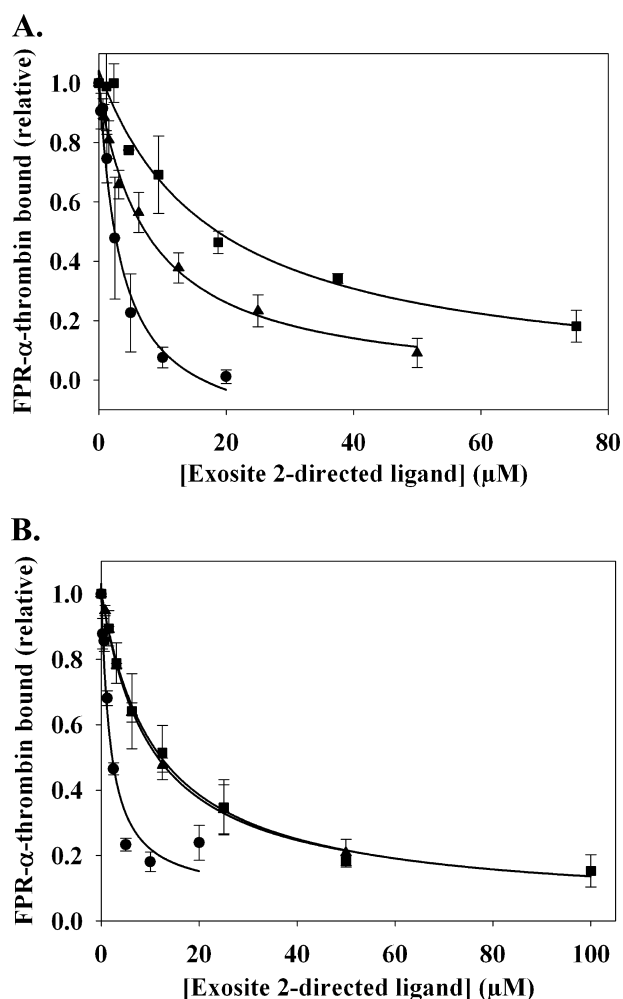 A.
FPR-α-thrombin bound (relative)
1.0
0.8
0.6
0.4
0.2
0.0
0 20 40 60 80
[Exosite 2-directed ligand] (µM)
B.
FPR-α-thrombin bound (relative)
1.0
0.8
0.6
0.4
0.2
0.0
0 20 40 60 80 100
[Exosite 2-directed ligand] (µM)